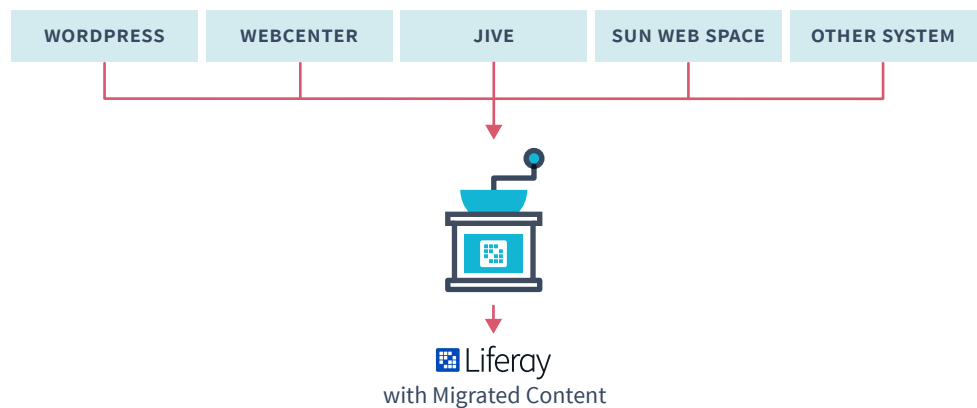 WORDPRESS
WEBCENTER
JIVE
SUN WEB SPACE
OTHER SYSTEM
Liferay
with Migrated Content